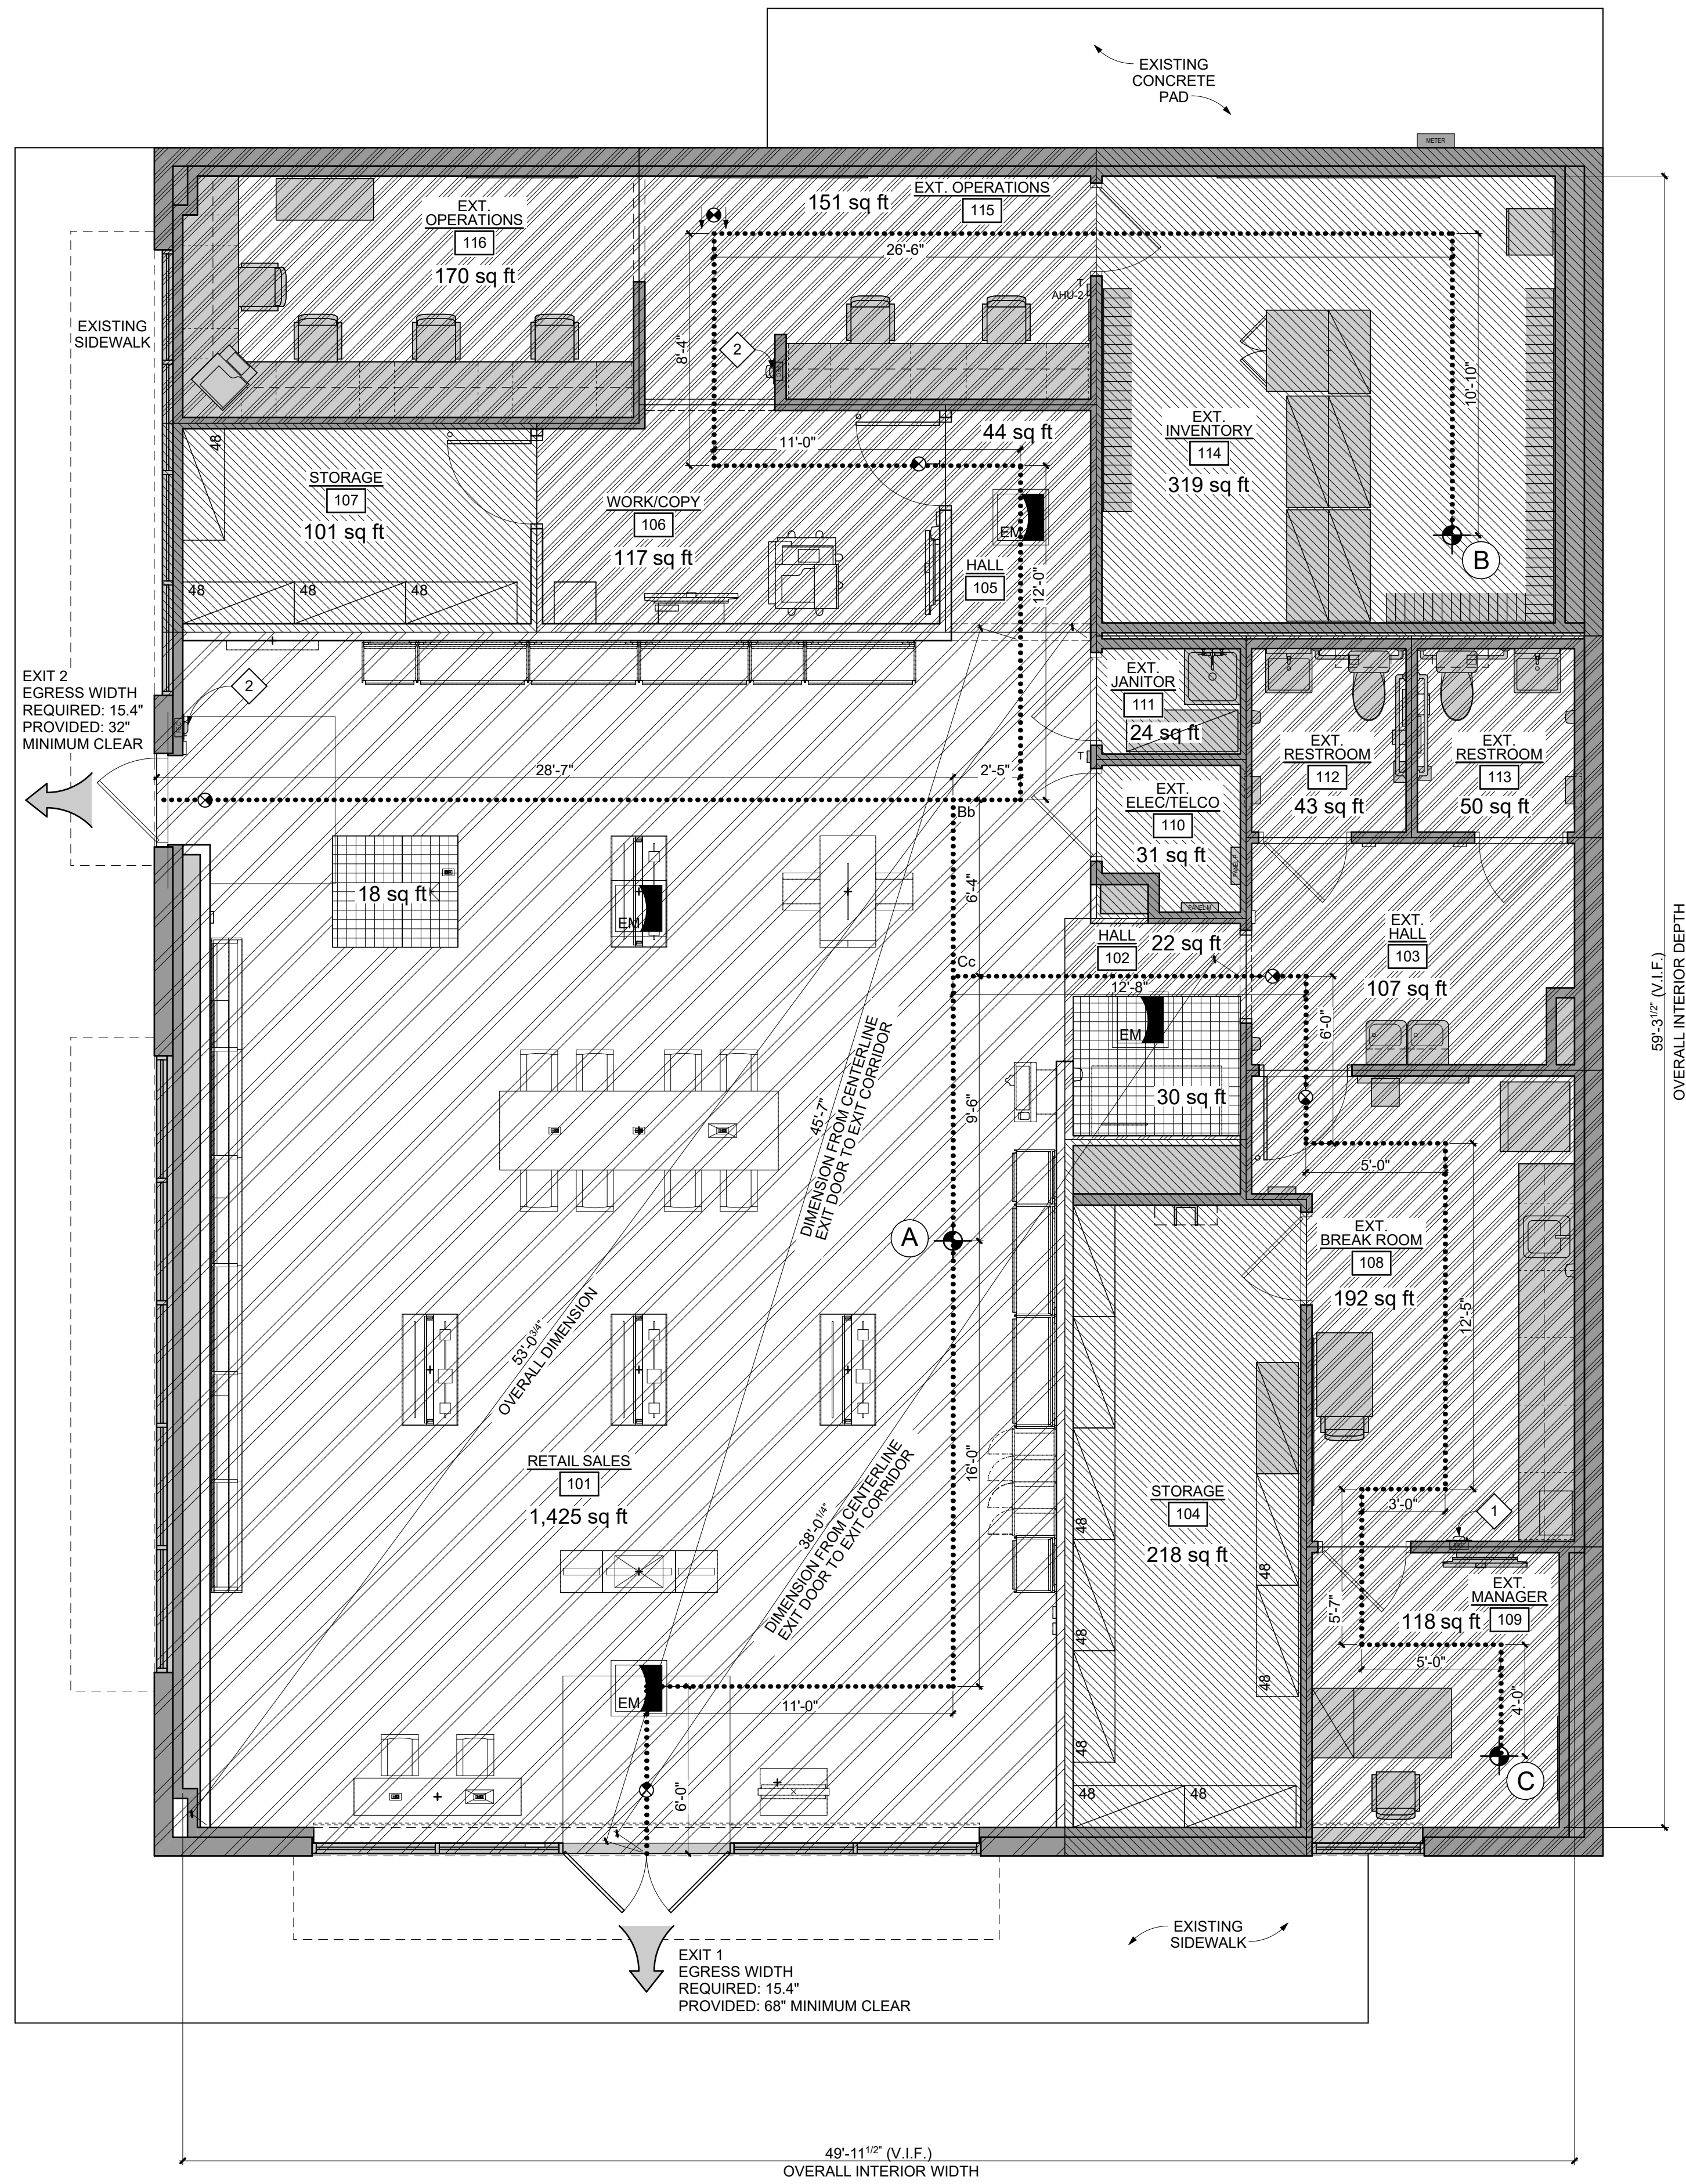 EXISTING
CONCRETE
PAD
METER
EXT. OPERATIONS
115
151 sq ft
EXT.
OPERATIONS
116
170 sq ft
26'-6"
T
AHU-2
EXISTING
SIDEWALK
2
8'-4"
10'-10"
EXT.
INVENTORY
114
319 sq ft
B
48
11'-0"
44 sq ft
STORAGE
107
101 sq ft
WORK/COPY
106
117 sq ft
EM
HALL
105
12'-0"
48
48
48
EXIT 2
EGRESS WIDTH
REQUIRED: 15.4"
PROVIDED: 32"
MINIMUM CLEAR
2
EXT.
JANITOR
111
24 sq ft
T
EXT.
RESTROOM
112
43 sq ft
EXT.
RESTROOM
113
50 sq ft
28'-7"
2'-5"
Bb
EXT.
ELEC/TELCO
110
31 sq ft
PANEL P
PANEL M
18 sq ft
EM
6'-4"
Cc
HALL
102
22 sq ft
12'-8"
EXT.
HALL
103
107 sq ft
6'-0"
EM
30 sq ft
9'-6"
45'-7"
DIMENSION FROM CENTERLINE
EXIT DOOR TO EXIT CORRIDOR
5'-0"
A
EXT.
BREAK ROOM
108
192 sq ft
12'-5"
53'-03/4"
OVERALL DIMENSION
59'-31/2" (V.I.F.)
OVERALL INTERIOR DEPTH
RETAIL SALES
101
1,425 sq ft
16'-0"
38'-01/4"
DIMENSION FROM CENTERLINE
EXIT DOOR TO EXIT CORRIDOR
STORAGE
104
218 sq ft
48
48
48
48
48
48
48
3'-0"
1
5'-7"
EXT.
MANAGER
109
118 sq ft
5'-0"
4'-0"
C
EM
11'-0"
6'-0"
EXISTING
SIDEWALK
EXIT 1
EGRESS WIDTH
REQUIRED: 15.4"
PROVIDED: 68" MINIMUM CLEAR
49'-111/2" (V.I.F.)
OVERALL INTERIOR WIDTH